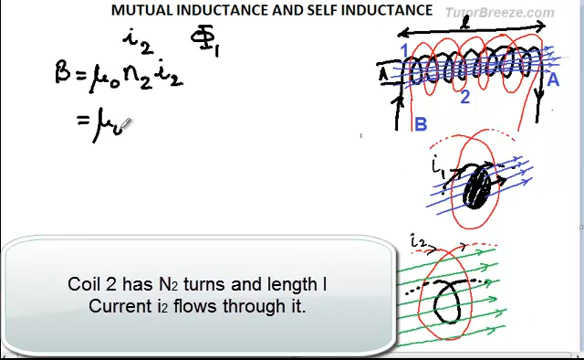 MUTUAL INDUCTANCE AND SELF INDUCTANCE
TutorBreeze.com
i₂ Φ₁
B = μ₀ n₂ i₂
= μ₀
l
1
2
A
B
i₁
i₂
Coil 2 has N₂ turns and length l
Current i₂ flows through it.